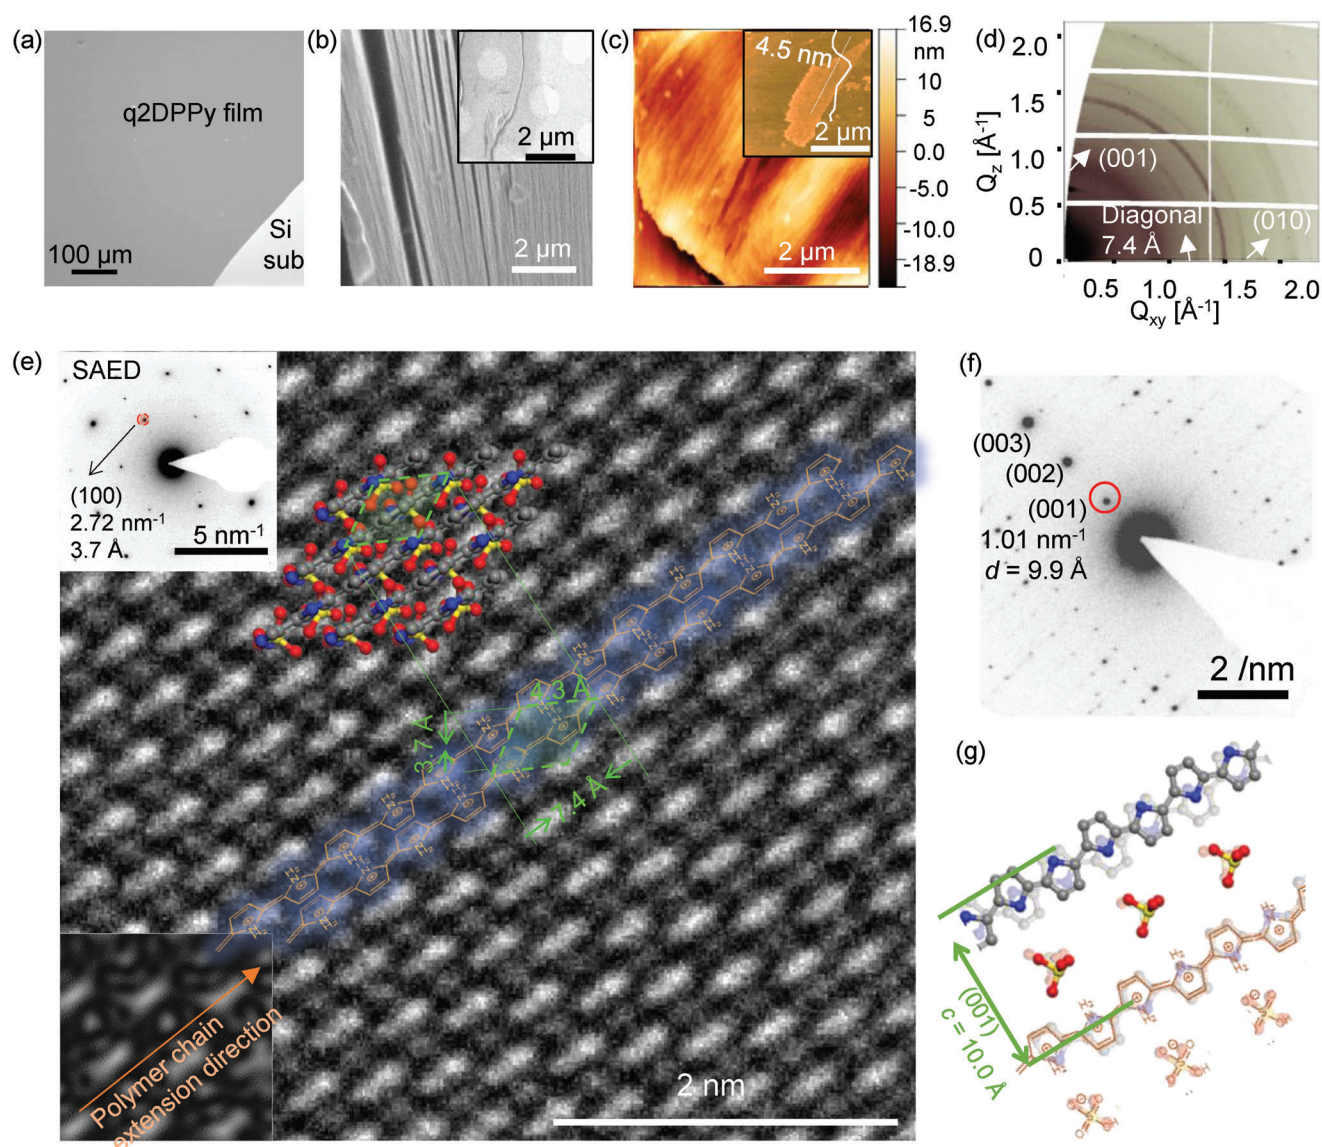 (a)
q2DPPy film
Si
sub
100 µm
(b)
2 µm
2 µm
(c)
4.5 nm
2 µm
2 µm
16.9
nm
10
5
0.0
-5.0
-10.0
-18.9
(d)
2.0
1.5
1.0
0.5
0
Qz [Å-1]
(001)
Diagonal
7.4 Å
(010)
0.5
1.0
1.5
2.0
Qxy [Å-1]
(e)
SAED
(100)
2.72 nm-1
3.7 Å
5 nm-1
4.3 Å
3.7 Å
7.4 Å
Polymer chain
extension direction
2 nm
(f)
(003)
(002)
(001)
1.01 nm-1
d = 9.9 Å
2 /nm
(g)
(001)
c = 10.0 Å